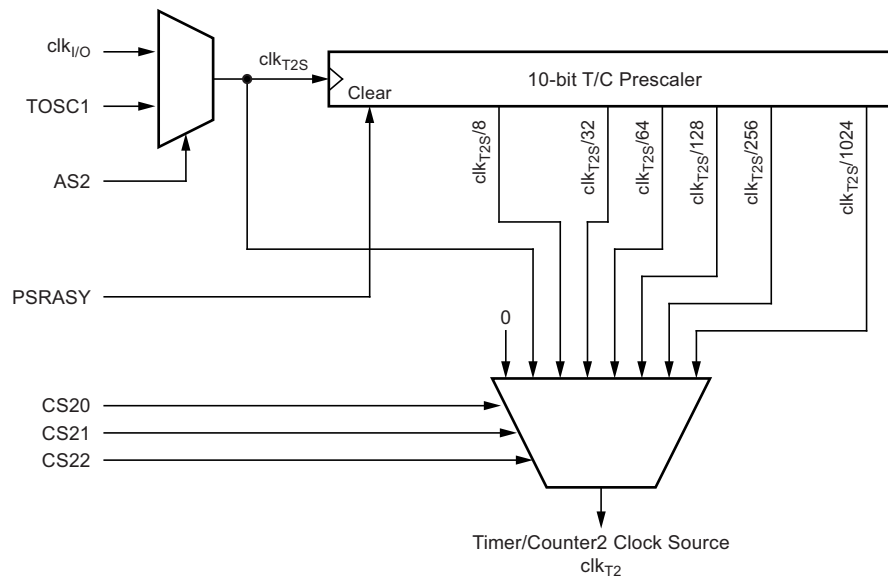 clkI/O
TOSC1
AS2
PSRASY
clkT2S
10-bit T/C Prescaler
Clear
clkT2S/8
clkT2S/32
clkT2S/64
clkT2S/128
clkT2S/256
clkT2S/1024
0
CS20
CS21
CS22
Timer/Counter2 Clock Source
clkT2